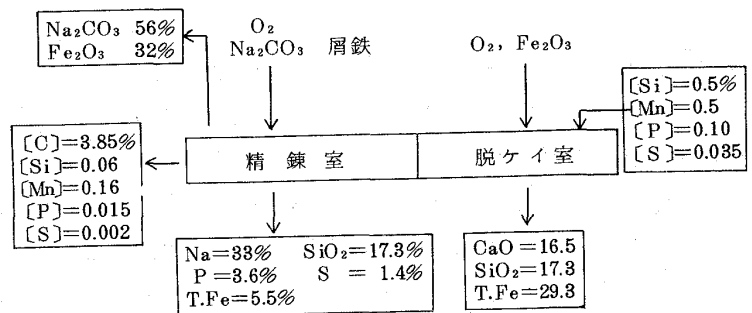 Na₂CO₃ 56%
Fe₂O₃ 32%
O₂
Na₂CO₃ 屑鉄
O₂, Fe₂O₃
[Si]=0.5%
[Mn]=0.5
[P]=0.10
[S]=0.035
[C]=3.85%
[Si]=0.06
[Mn]=0.16
[P]=0.015
[S]=0.002
精錬室
脱ケイ室
Na=33% SiO₂=17.3%
P=3.6% S = 1.4%
T.Fe=5.5%
CaO=16.5
SiO₂=17.3
T.Fe=29.3